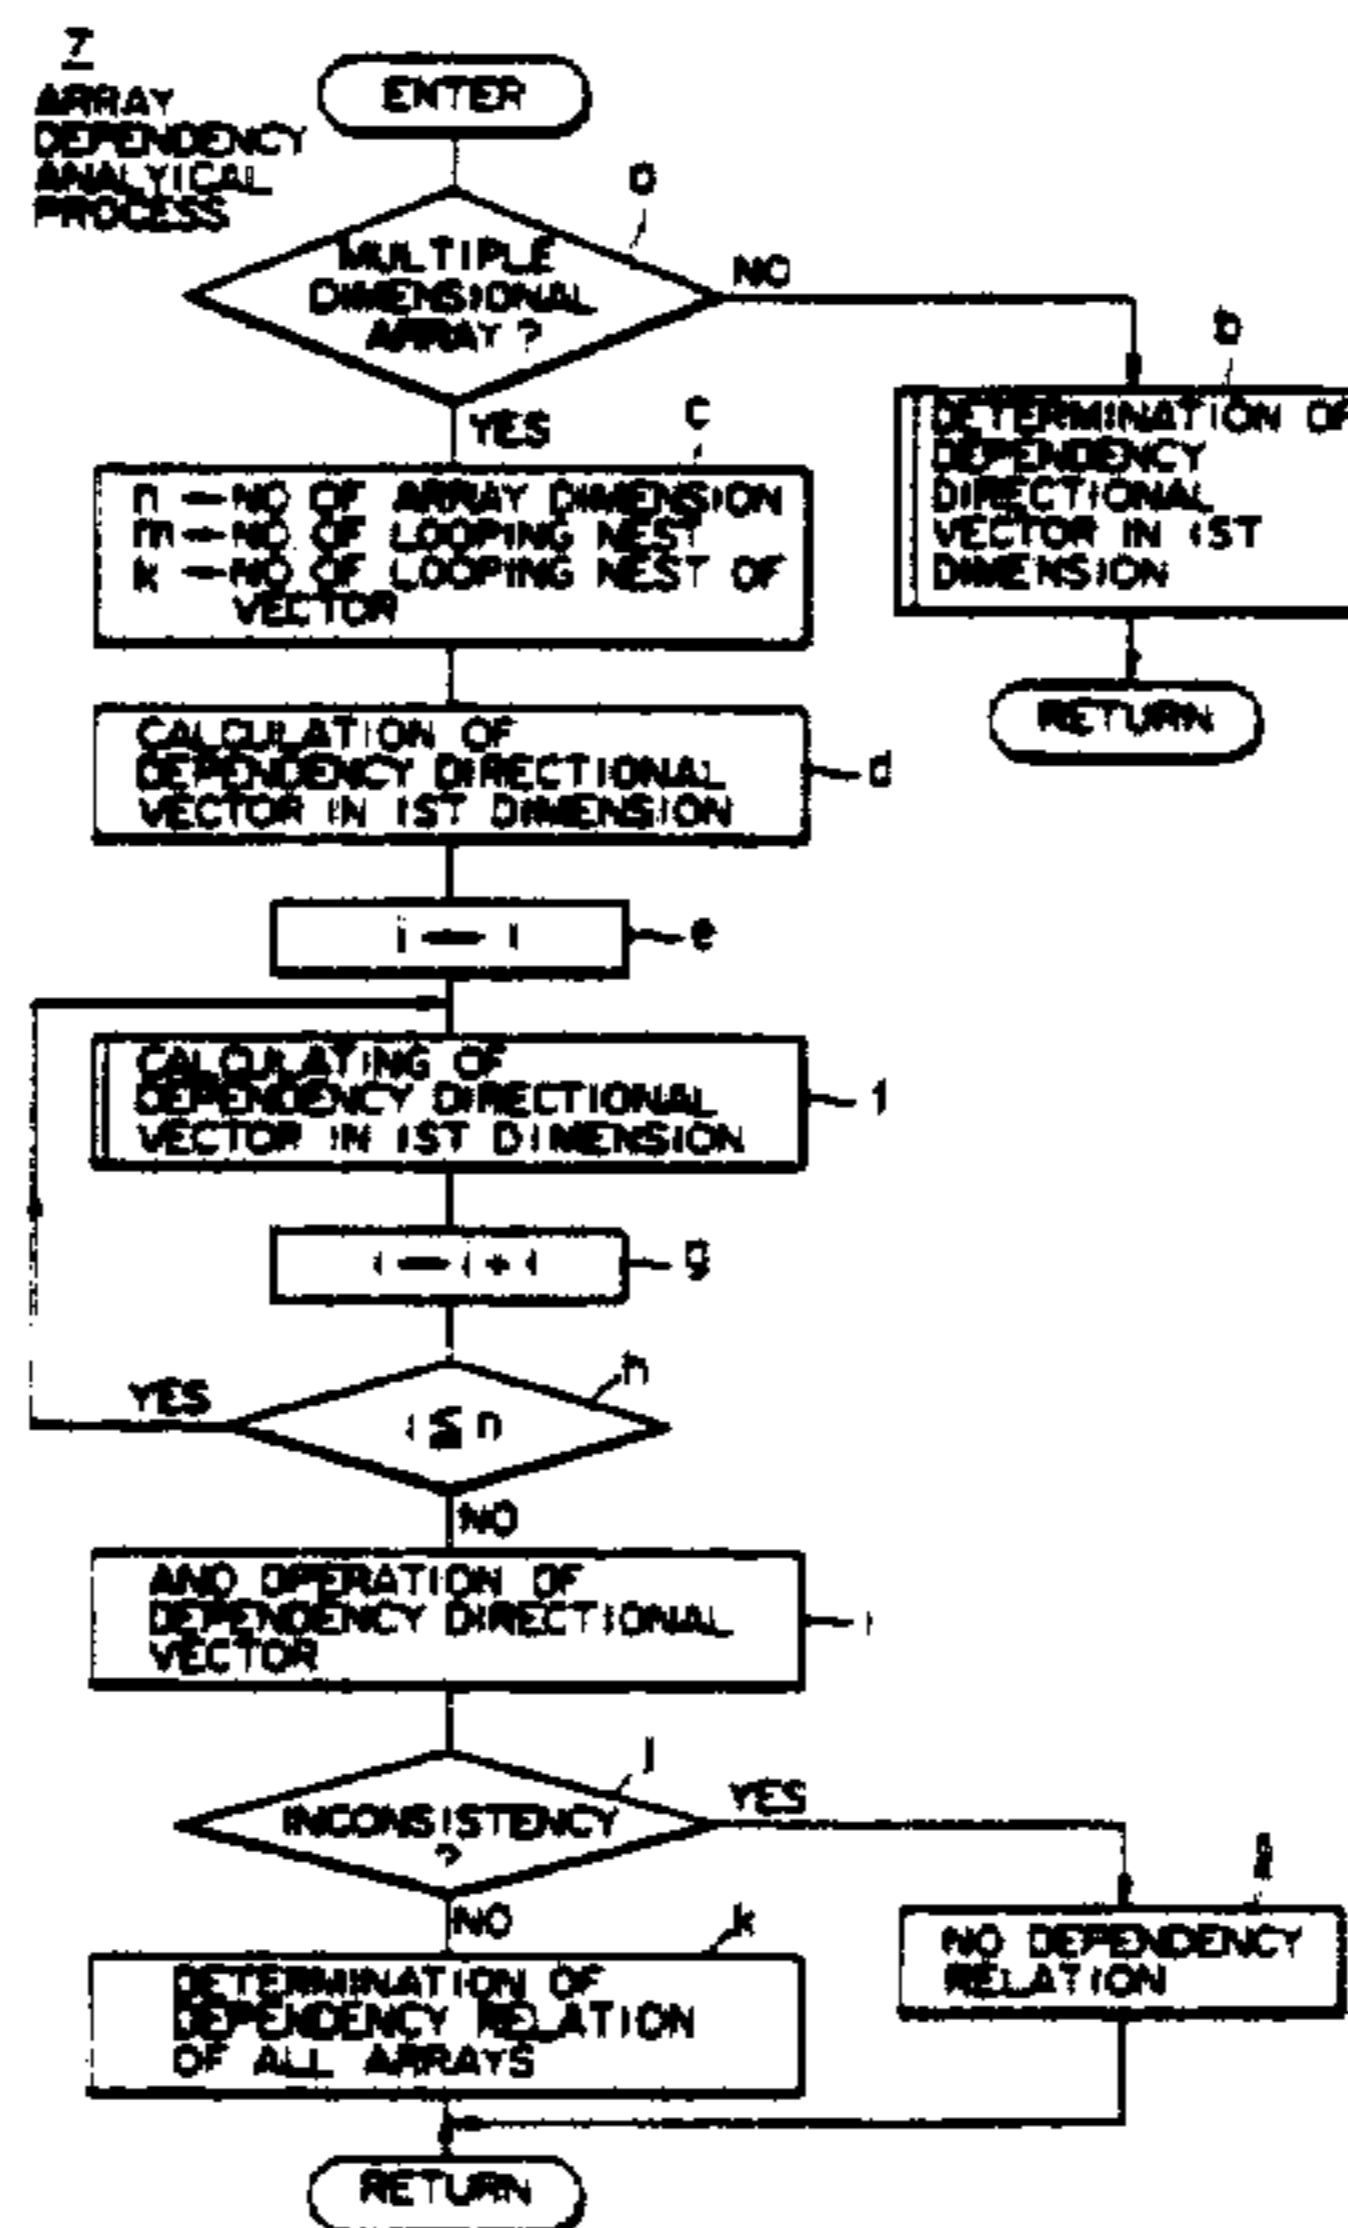 7
ARRAY
DEPENDENCY
ANALYICAL
PROCESS
ENTER
a
MULTIPLE
DIMENSIONAL
ARRAY ?
NO
YES
b
DETERMINATION OF
DEPENDENCY
DIRECTIONAL
VECTOR IN 1ST
DIMENSION
RETURN
c
n ← NO OF ARRAY DIMENSION
m ← NO OF LOOPING NEST
k ← NO OF LOOPING NEST OF
VECTOR
CALCULATION OF
DEPENDENCY DIRECTIONAL
VECTOR IN 1ST DIMENSION
d
i ← 1
e
CALCULATING OF
DEPENDENCY DIRECTIONAL
VECTOR IN 1ST DIMENSION
f
i ← i + 1
g
h
YES
i ≦ n
NO
AND OPERATION OF
DEPENDENCY DIRECTIONAL
VECTOR
i
j
INCONSISTENCY
?
YES
NO
k
DETERMINATION OF
DEPENDENCY RELATION
OF ALL ARRAYS
ℓ
NO DEPENDENCY
RELATION
RETURN